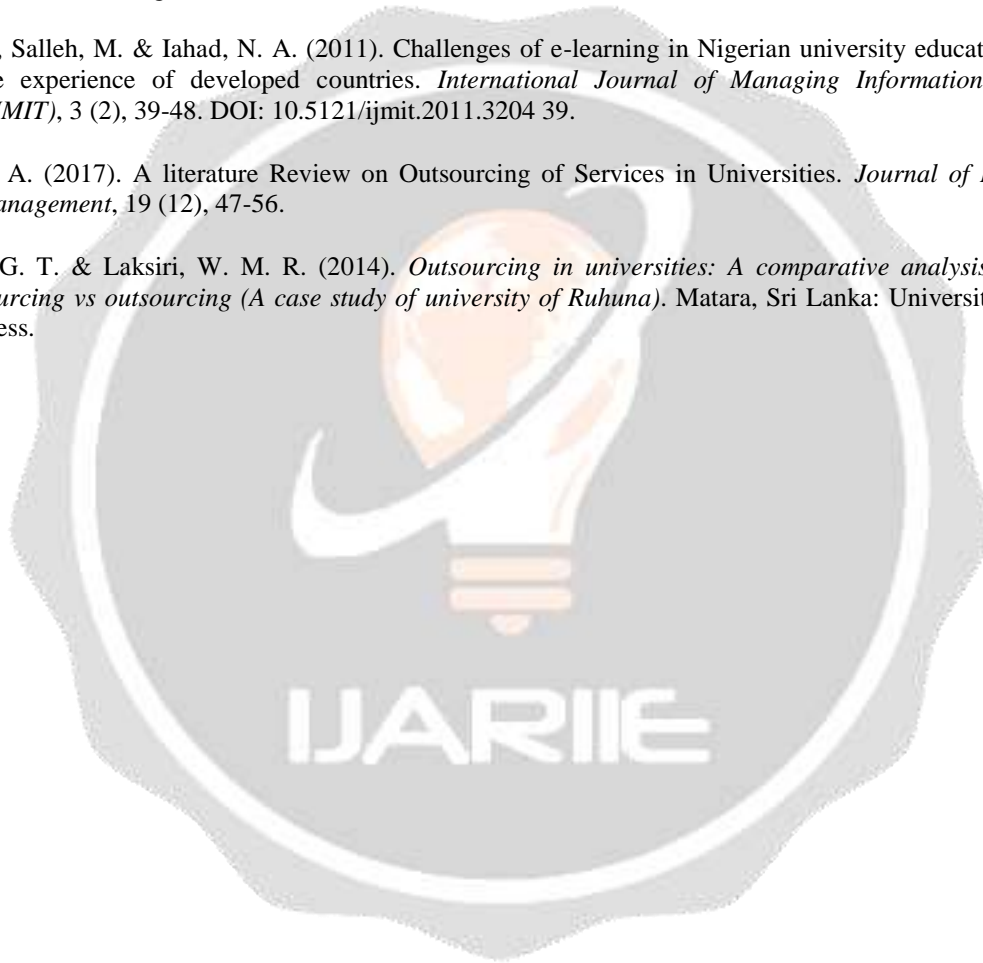 , Salleh, M. & Iahad, N. A. (2011). Challenges of e-learning in Nigerian university educat
e experience of developed countries. International Journal of Managing Information
MIT), 3 (2), 39-48. DOI: 10.5121/ijmit.2011.3204 39.
A. (2017). A literature Review on Outsourcing of Services in Universities. Journal of
anagement, 19 (12), 47-56.
G. T. & Laksiri, W. M. R. (2014). Outsourcing in universities: A comparative analysis
urcing vs outsourcing (A case study of university of Ruhuna). Matara, Sri Lanka: Universit
ess.
IJARIIE